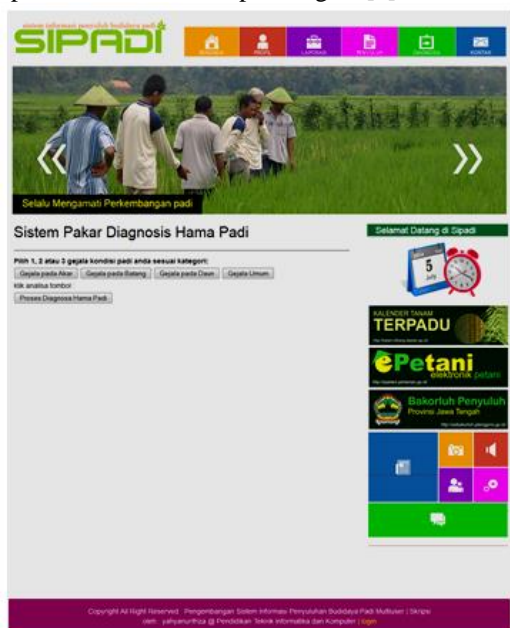 sistem informasi penyuluh budidaya padi
SIPADI
BERANDA PROFIL LAPORAN PENYULUH DIAGNOSA KONTAK
Selalu Mengamati Perkembangan padi
Sistem Pakar Diagnosis Hama Padi
Pilih 1, 2 atau 3 gejala kondisi padi anda sesuai kategori:
Gejala pada Akar Gejala pada Batang Gejala pada Daun Gejala Umum
klik analisa tombol
Proses Diagnosa Hama Padi
Selamat Datang di Sipadi
5
July
KALENDER TANAM
TERPADU
ePetani
elektronik petani
Bakorluh Penyuluh
Provinsi Jawa Tengah
Copyright All Right Reserved Pengembangan Sistem Informasi Penyuluhan Budidaya Padi Multiuser | Skripsi
oleh : yahyanurifriza @ Pendidikan Teknik Informatika dan Komputer | login